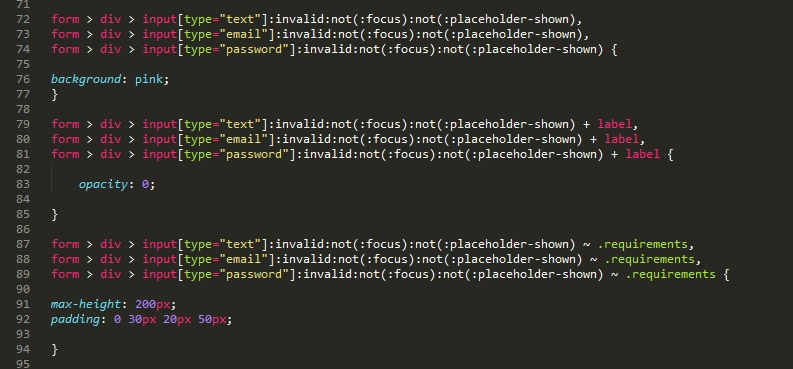 71
72 form > div > input[type="text"]:invalid:not(:focus):not(:placeholder-shown),
73 form > div > input[type="email"]:invalid:not(:focus):not(:placeholder-shown),
74 form > div > input[type="password"]:invalid:not(:focus):not(:placeholder-shown) {
75
76 background: pink;
77 }
78
79 form > div > input[type="text"]:invalid:not(:focus):not(:placeholder-shown) + label,
80 form > div > input[type="email"]:invalid:not(:focus):not(:placeholder-shown) + label,
81 form > div > input[type="password"]:invalid:not(:focus):not(:placeholder-shown) + label {
82
83     opacity: 0;
84
85 }
86
87 form > div > input[type="text"]:invalid:not(:focus):not(:placeholder-shown) ~ .requirements,
88 form > div > input[type="email"]:invalid:not(:focus):not(:placeholder-shown) ~ .requirements,
89 form > div > input[type="password"]:invalid:not(:focus):not(:placeholder-shown) ~ .requirements {
90
91 max-height: 200px;
92 padding: 0 30px 20px 50px;
93
94 }
95